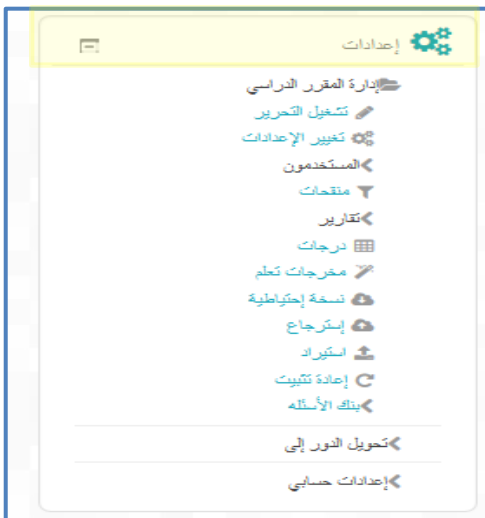 إعدادات
إدارة المقرر الدراسي
تشغيل التحرير
تغيير الإعدادات
المستخدمون
منقحات
تقارير
درجات
مخرجات تعلم
نسخة إحتياطية
إسترجاع
استيراد
إعادة تثبيت
بنك الأسئله
تحويل الدور إلى
إعدادات حسابي